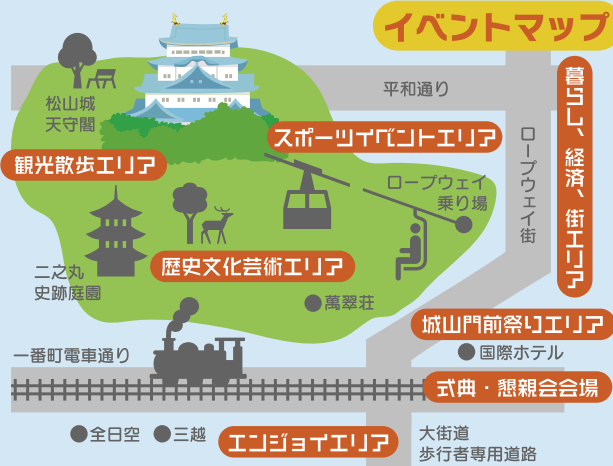 イベントマップ
松山城
天守閣
平和通り
暮らし、経済、街エリア
スポーツイベントエリア
ロープウェイ街
観光散歩エリア
ロープウェイ
乗り場
歴史文化芸術エリア
二之丸
史跡庭園
萬翠荘
城山門前祭りエリア
国際ホテル
一番町電車通り
式典・懇親会会場
全日空
三越
エンジョイエリア
大街道
歩行者専用道路